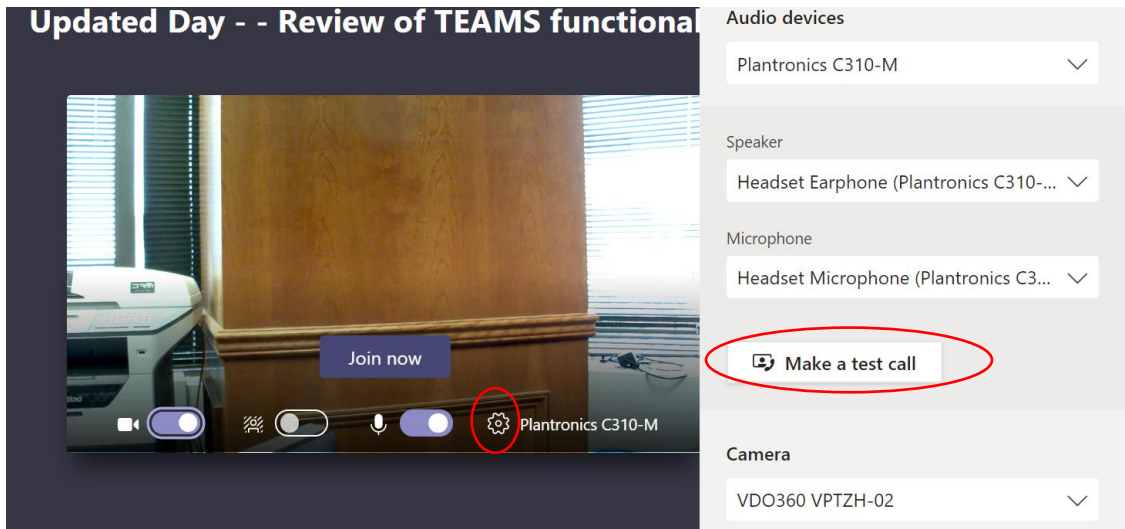 Updated Day - - Review of TEAMS functional
Join now
Plantronics C310-M
Audio devices
Plantronics C310-M
Speaker
Headset Earphone (Plantronics C310-...
Microphone
Headset Microphone (Plantronics C3...
Make a test call
Camera
VDO360 VPTZH-02